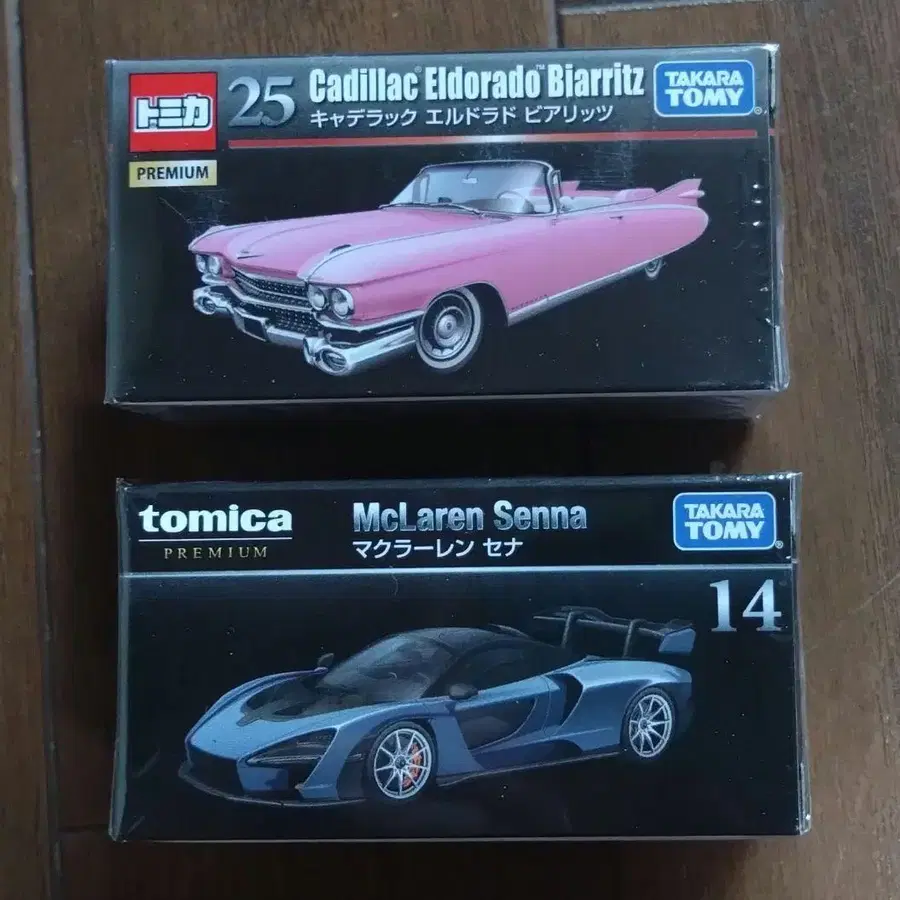 トミカ
PREMIUM
25
Cadillac Eldorado™ Biarritz
キャデラック エルドラド ビアリッツ
TAKARA
TOMY®
tomica
PREMIUM
McLaren Senna
マクラーレン セナ
TAKARA
TOMY®
14